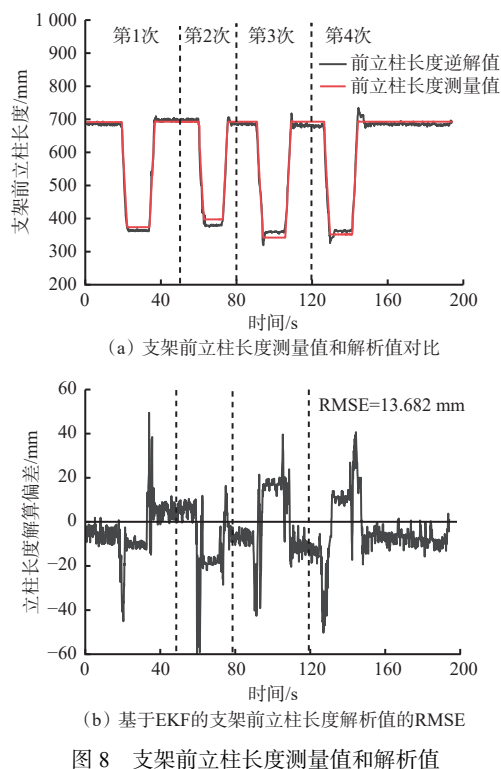 第1次 第2次 第3次 第4次
前立柱长度逆解值
前立柱长度测量值
支架前立柱长度/mm
1 000
900
800
700
600
500
400
300
200
0 40 80 120 160 200
时间/s
（a）支架前立柱长度测量值和解析值对比
RMSE=13.682 mm
立柱长度解算偏差/mm
60
40
20
0
−20
−40
−60
0 40 80 120 160 200
时间/s
（b）基于EKF的支架前立柱长度解析值的RMSE
图 8 支架前立柱长度测量值和解析值